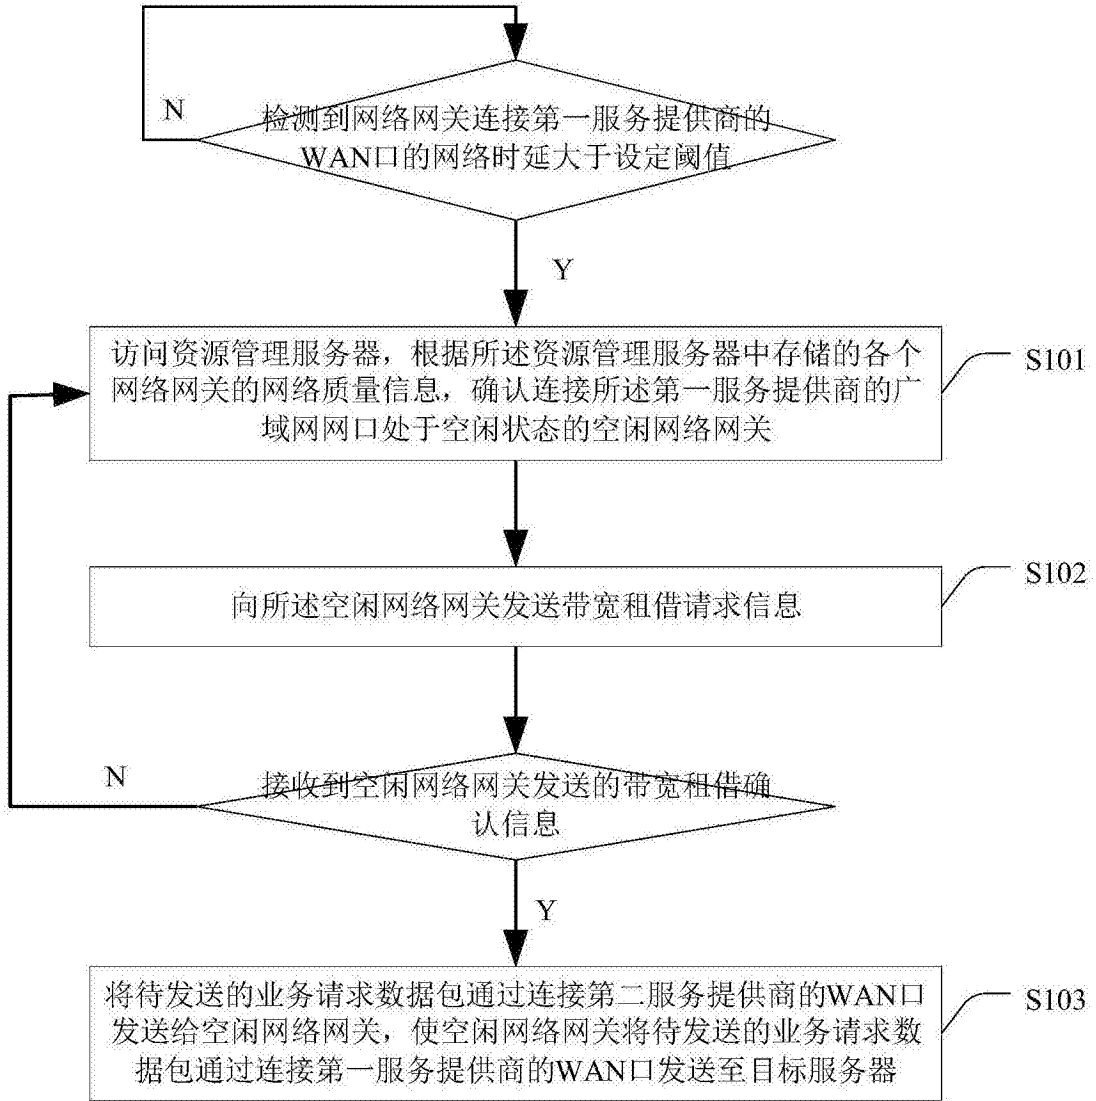 N
检测到网络网关连接第一服务提供商的
WAN口的网络时延大于设定阈值
Y
访问资源管理服务器，根据所述资源管理服务器中存储的各个
网络网关的网络质量信息，确认连接所述第一服务提供商的广
域网网口处于空闲状态的空闲网络网关
S101
向所述空闲网络网关发送带宽租借请求信息
S102
N
接收到空闲网络网关发送的带宽租借确
认信息
Y
将待发送的业务请求数据包通过连接第二服务提供商的WAN口
发送给空闲网络网关，使空闲网络网关将待发送的业务请求数
据包通过连接第一服务提供商的WAN口发送至目标服务器
S103